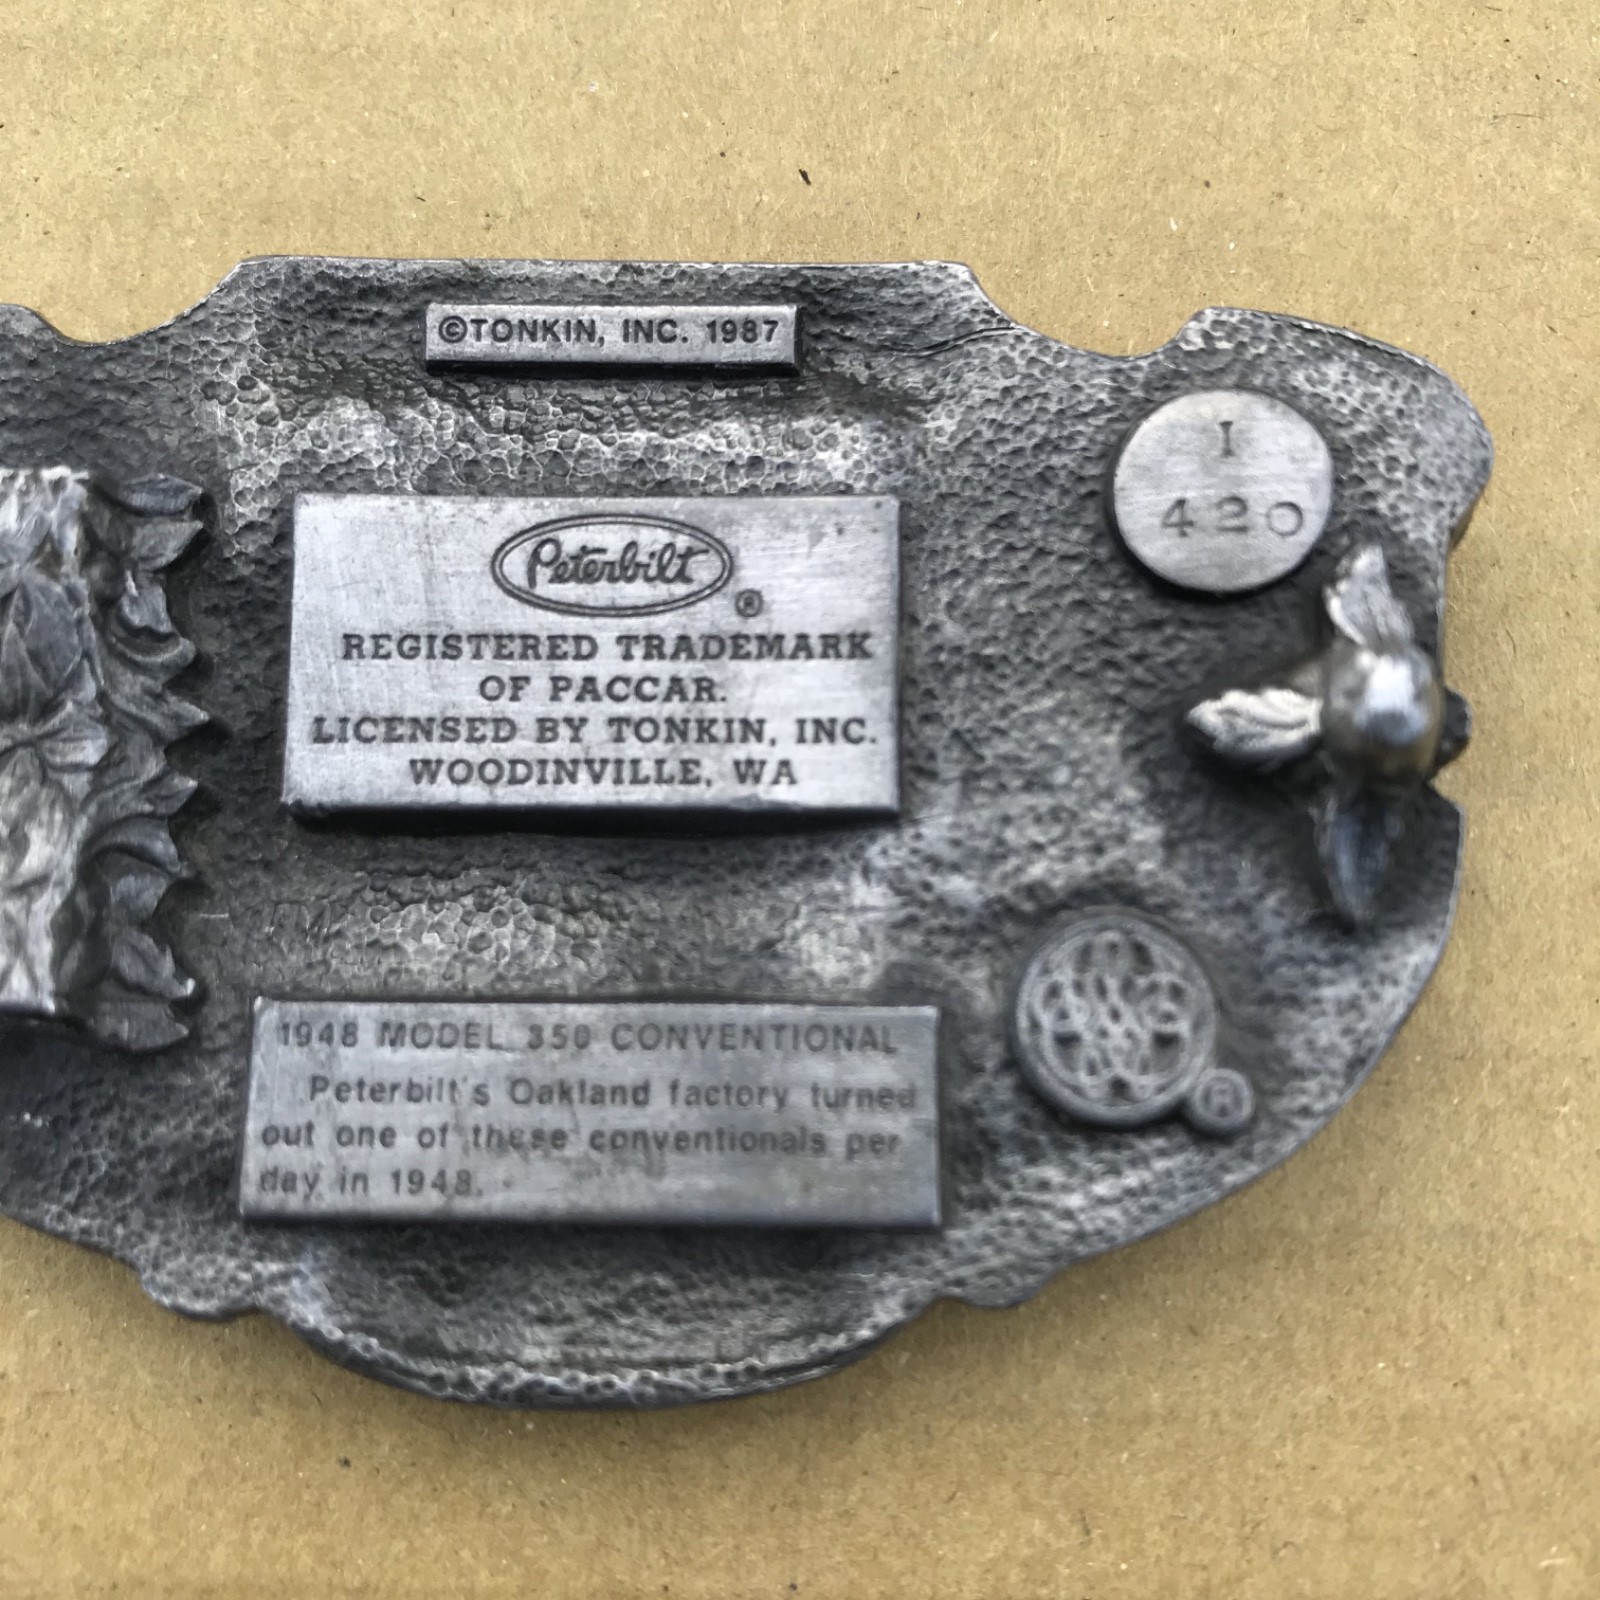 ©TONKIN, INC. 1987
I
420
Peterbilt ®
REGISTERED TRADEMARK
OF PACCAR.
LICENSED BY TONKIN, INC.
WOODINVILLE, WA
1948 MODEL 350 CONVENTIONAL
Peterbilt's Oakland factory turned
out one of these conventionals per
day in 1948.
®